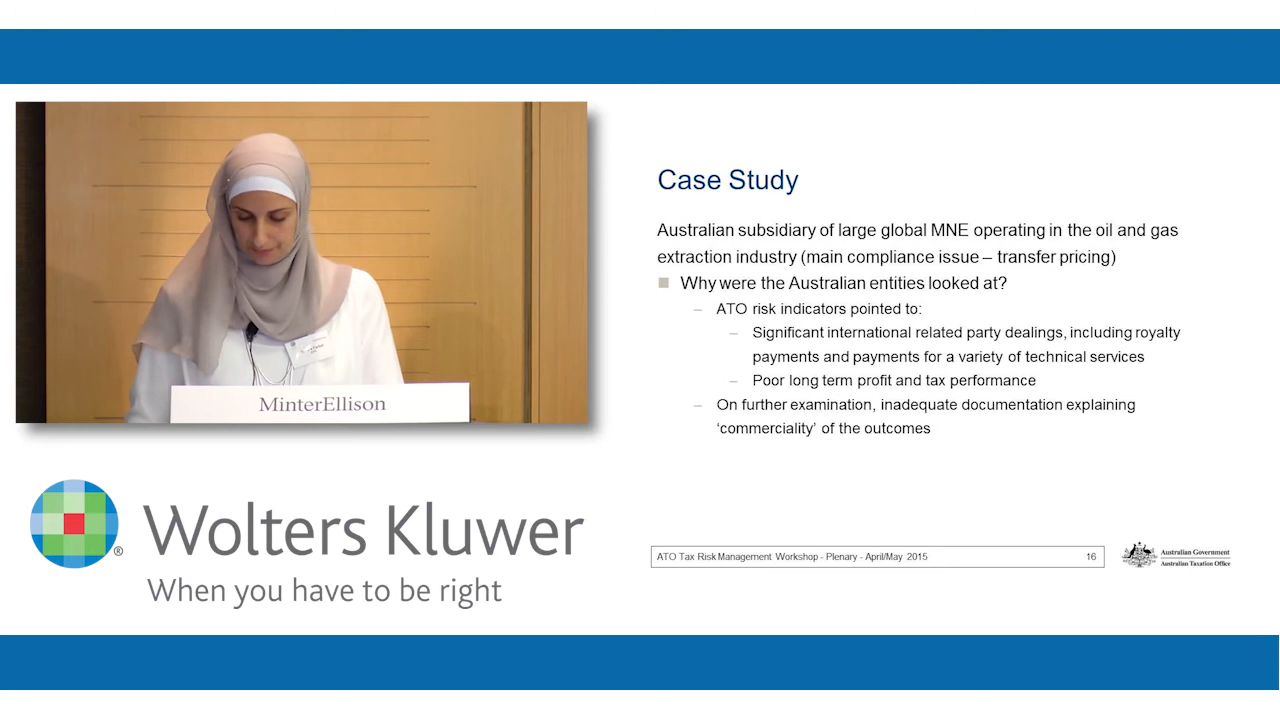 MinterEllison
Wolters Kluwer
®
When you have to be right
Case Study
Australian subsidiary of large global MNE operating in the oil and gas
extraction industry (main compliance issue – transfer pricing)
Why were the Australian entities looked at?
– ATO risk indicators pointed to:
– Significant international related party dealings, including royalty
payments and payments for a variety of technical services
– Poor long term profit and tax performance
– On further examination, inadequate documentation explaining
‘commerciality’ of the outcomes
ATO Tax Risk Management Workshop - Plenary - April/May 2015 16
Australian Government
Australian Taxation Office